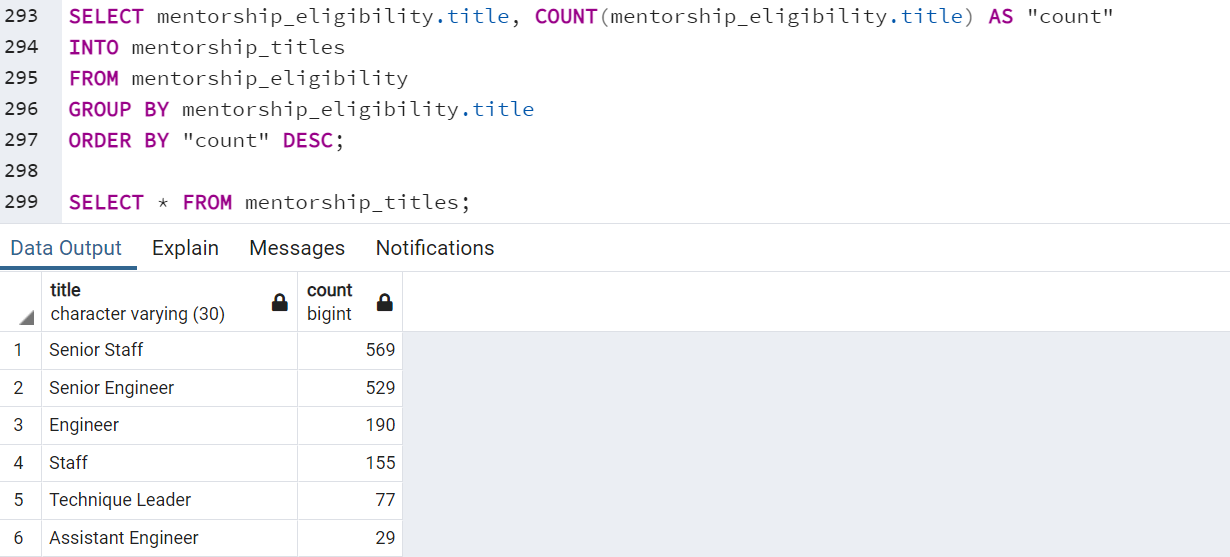 293 SELECT mentorship_eligibility.title, COUNT(mentorship_eligibility.title) AS "count"
294 INTO mentorship_titles
295 FROM mentorship_eligibility
296 GROUP BY mentorship_eligibility.title
297 ORDER BY "count" DESC;
298
299 SELECT * FROM mentorship_titles;
Data Output Explain Messages Notifications
title count
character varying (30) bigint
1 Senior Staff 569
2 Senior Engineer 529
3 Engineer 190
4 Staff 155
5 Technique Leader 77
6 Assistant Engineer 29